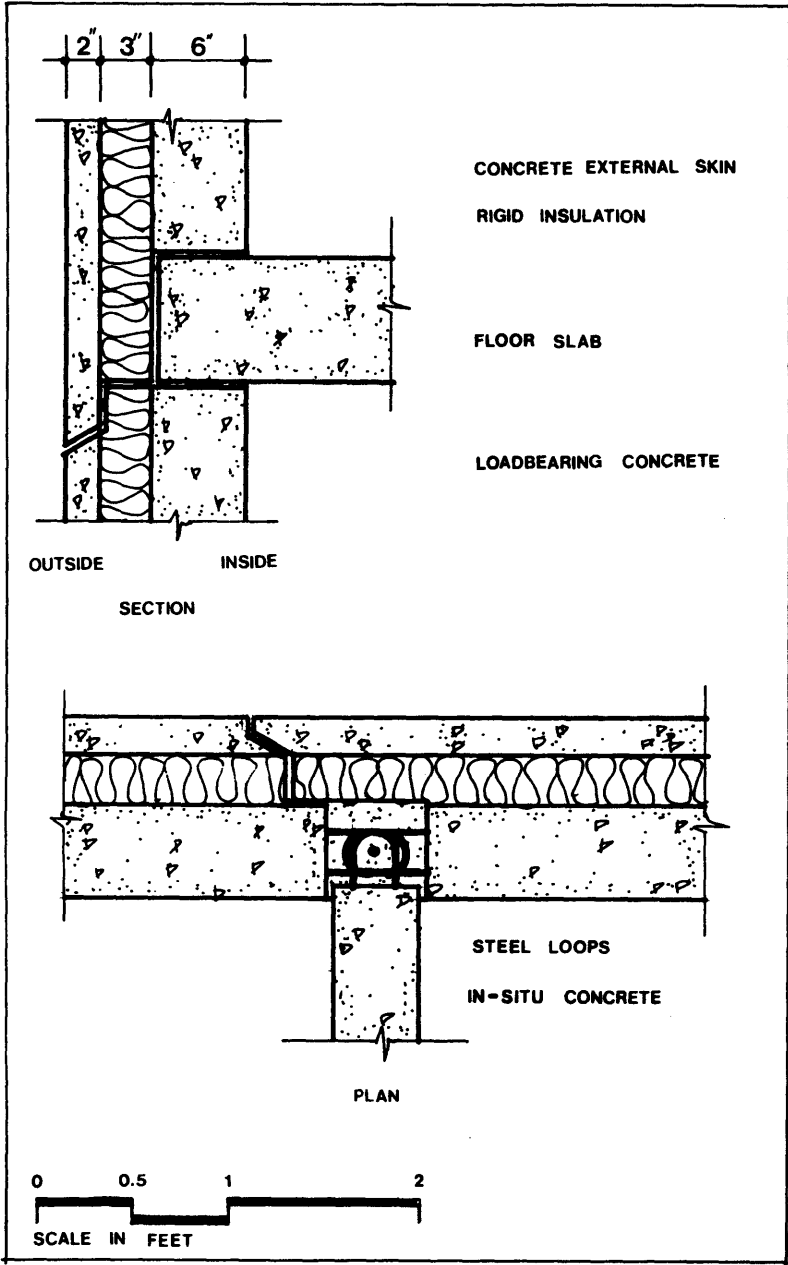 2" 3" 6"
CONCRETE EXTERNAL SKIN
RIGID INSULATION
FLOOR SLAB
LOADBEARING CONCRETE
OUTSIDE INSIDE
SECTION
STEEL LOOPS
IN-SITU CONCRETE
PLAN
0 0.5 1 2
SCALE IN FEET